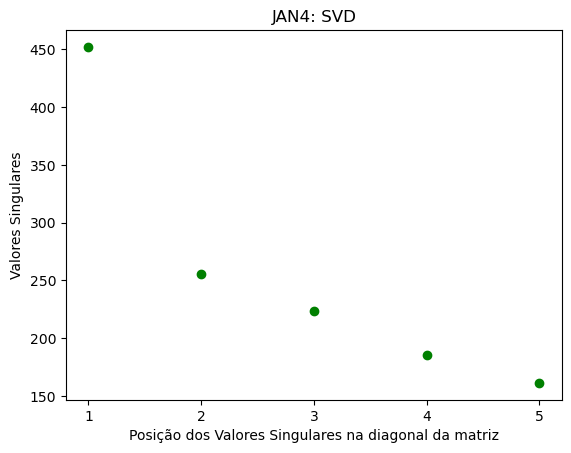 JAN4: SVD
450
400
350
300
250
200
150
Valores Singulares
1 2 3 4 5
Posição dos Valores Singulares na diagonal da matriz